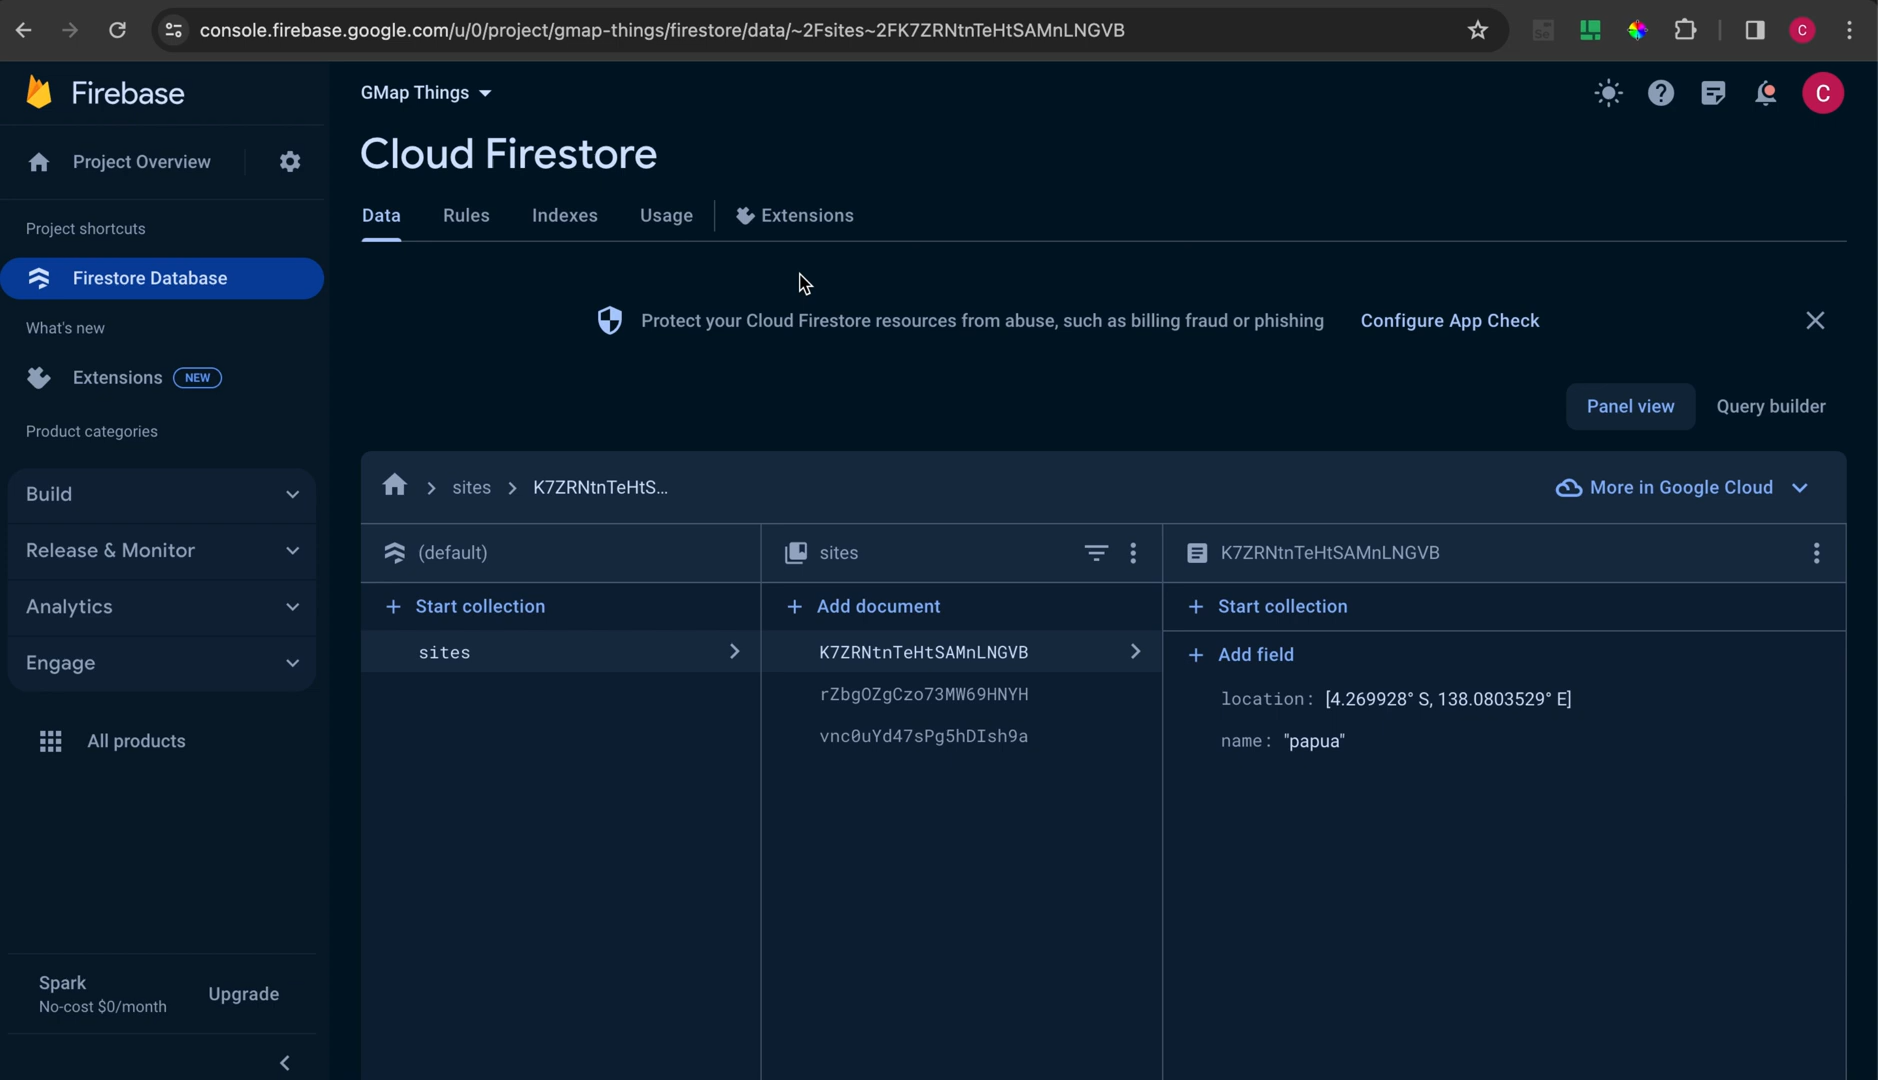 console.firebase.google.com/u/0/project/gmap-things/firestore/data/~2Fsites~2FK7ZRNtnTeHtSAMnLNGVB
C
Firebase
GMap Things
C
Project Overview
Cloud Firestore
Data Rules Indexes Usage Extensions
Project shortcuts
Firestore Database
What's new
Extensions NEW
Product categories
Build
Release & Monitor
Analytics
Engage
All products
Spark
No-cost $0/month
Upgrade
Protect your Cloud Firestore resources from abuse, such as billing fraud or phishing Configure App Check
Panel view Query builder
sites K7ZRNtnTeHtS... More in Google Cloud
(default)
Start collection
sites
sites
Add document
K7ZRNtnTeHtSAMnLNGVB
rZbgOZgCzo73MW69HNYH
vnc0uYd47sPg5hDIsh9a
K7ZRNtnTeHtSAMnLNGVB
Start collection
Add field
location: [4.269928° S, 138.0803529° E]
name: "papua"